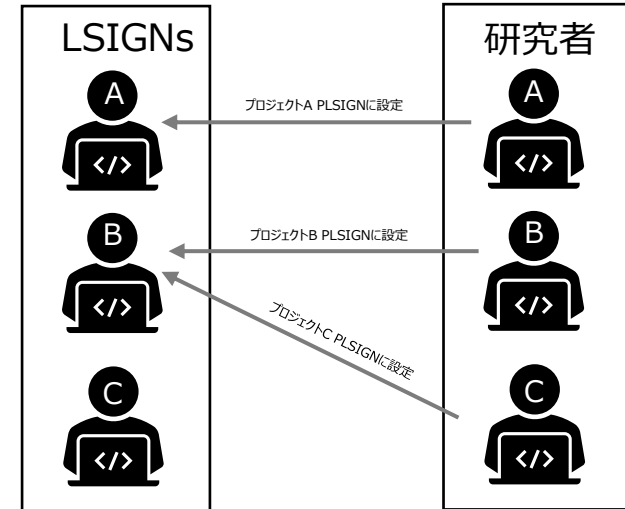 LSIGNs
研究者
A
プロジェクトA PLSIGNに設定
A
</>
</>
B
プロジェクトB PLSIGNに設定
B
</>
</>
プロジェクトC PLSIGNに設定
C
C
</>
</>